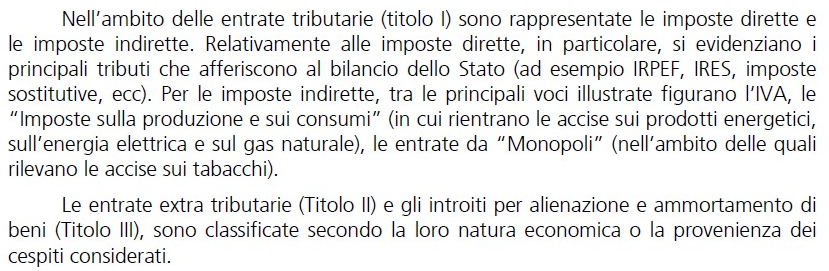 Nell'ambito delle entrate tributarie (titolo I) sono rappresentate le imposte dirette e
le imposte indirette. Relativamente alle imposte dirette, in particolare, si evidenziano i
principali tributi che afferiscono al bilancio dello Stato (ad esempio IRPEF, IRES, imposte
sostitutive, ecc). Per le imposte indirette, tra le principali voci illustrate figurano l'IVA, le
“Imposte sulla produzione e sui consumi” (in cui rientrano le accise sui prodotti energetici,
sull'energia elettrica e sul gas naturale), le entrate da “Monopoli” (nell'ambito delle quali
rilevano le accise sui tabacchi).
Le entrate extra tributarie (Titolo II) e gli introiti per alienazione e ammortamento di
beni (Titolo III), sono classificate secondo la loro natura economica o la provenienza dei
cespiti considerati.